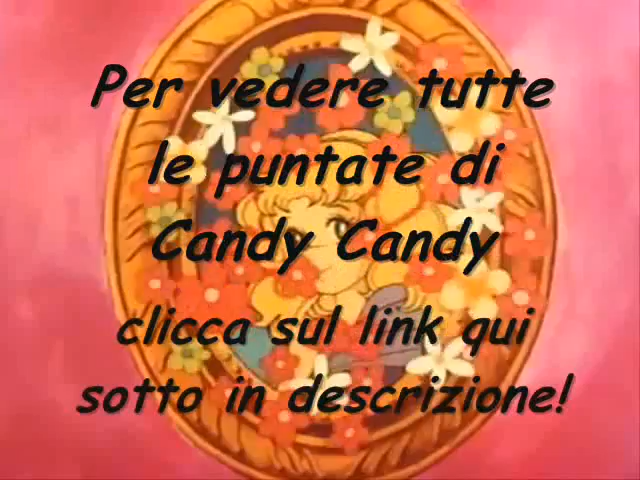 Per vedere tutte
le puntate di
Candy Candy
clicca sul link qui
sotto in descrizione!